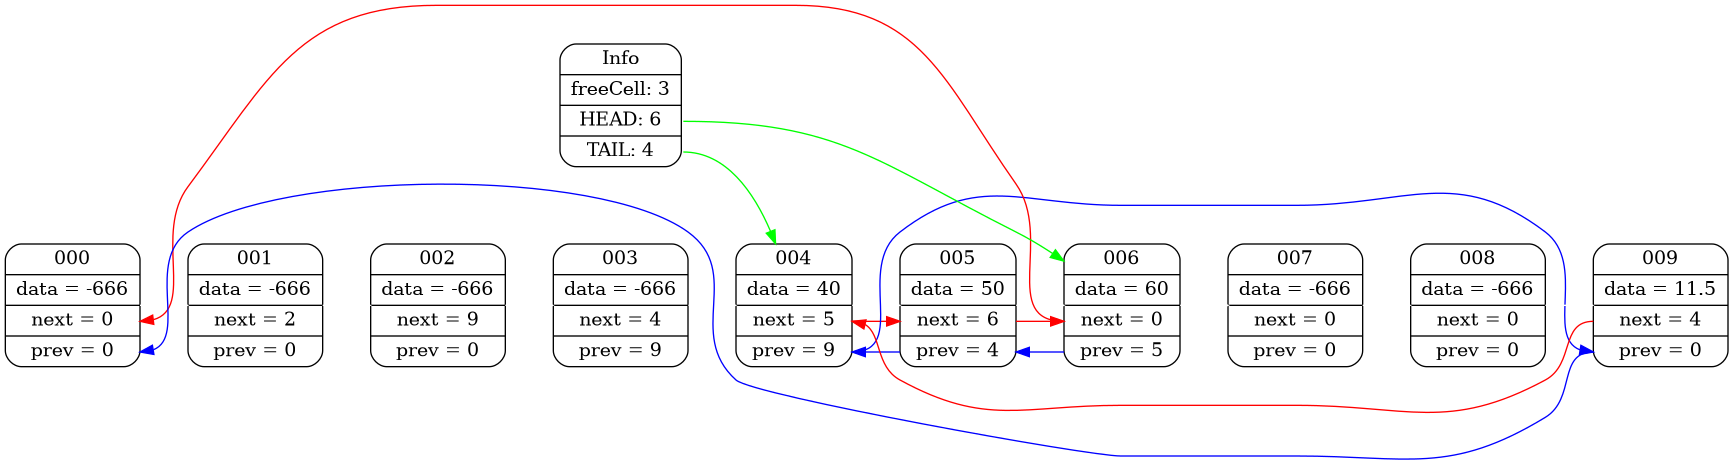 Info
freeCell: 3
HEAD: 6
TAIL: 4
000
data = -666
next = 0
prev = 0
001
data = -666
next = 2
prev = 0
002
data = -666
next = 9
prev = 0
003
data = -666
next = 4
prev = 9
004
data = 40
next = 5
prev = 9
005
data = 50
next = 6
prev = 4
006
data = 60
next = 0
prev = 5
007
data = -666
next = 0
prev = 0
008
data = -666
next = 0
prev = 0
009
data = 11.5
next = 4
prev = 0